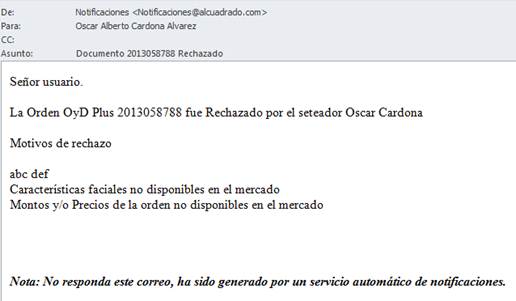 De: Notificaciones <Notificaciones@alcuadrado.com>
Para: Oscar Alberto Cardona Alvarez
CC:
Asunto: Documento 2013058788 Rechazado
Señor usuario.
La Orden OyD Plus 2013058788 fue Rechazado por el seteador Oscar Cardona
Motivos de rechazo
abc def
Características faciales no disponibles en el mercado
Montos y/o Precios de la orden no disponibles en el mercado
Nota: No responda este correo, ha sido generado por un servicio automático de notificaciones.